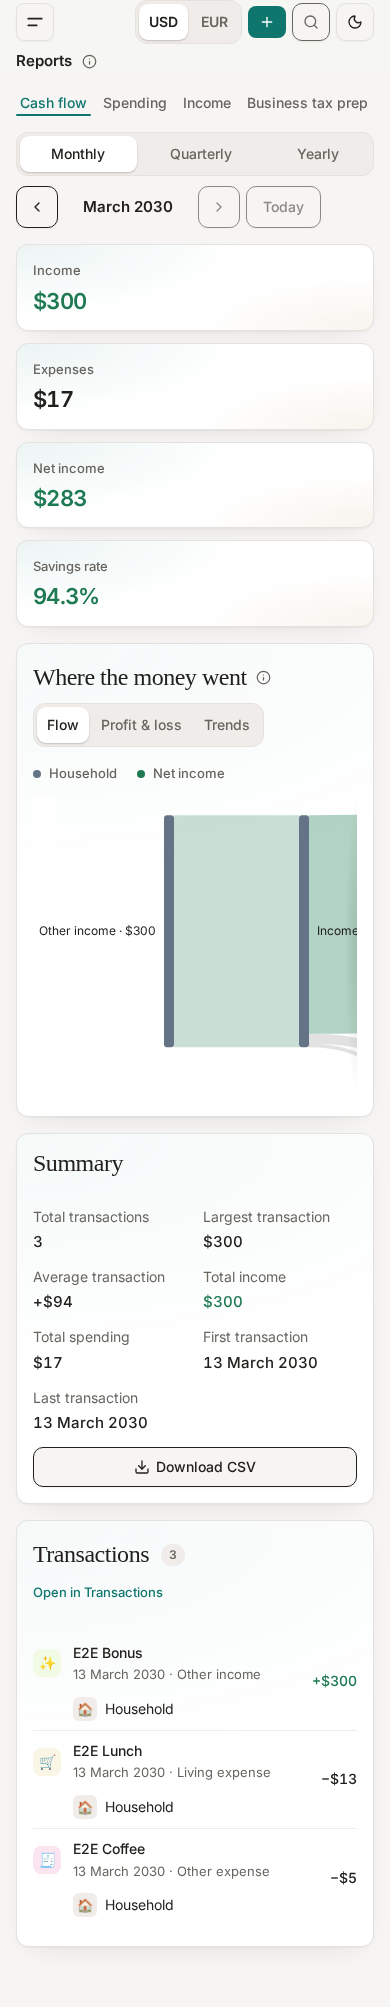 USD EUR
Reports
Cash flow Spending Income Business tax prep
Monthly Quarterly Yearly
March 2030 Today
Income
$300
Expenses
$17
Net income
$283
Savings rate
94.3%
Where the money went
Flow Profit & loss Trends
Household Net income
Other income · $300 Income
Summary
Total transactions Largest transaction
3 $300
Average transaction Total income
+$94 $300
Total spending First transaction
$17 13 March 2030
Last transaction
13 March 2030
Download CSV
Transactions 3
Open in Transactions
E2E Bonus
13 March 2030 · Other income
+$300
Household
E2E Lunch
13 March 2030 · Living expense
−$13
Household
E2E Coffee
13 March 2030 · Other expense
−$5
Household